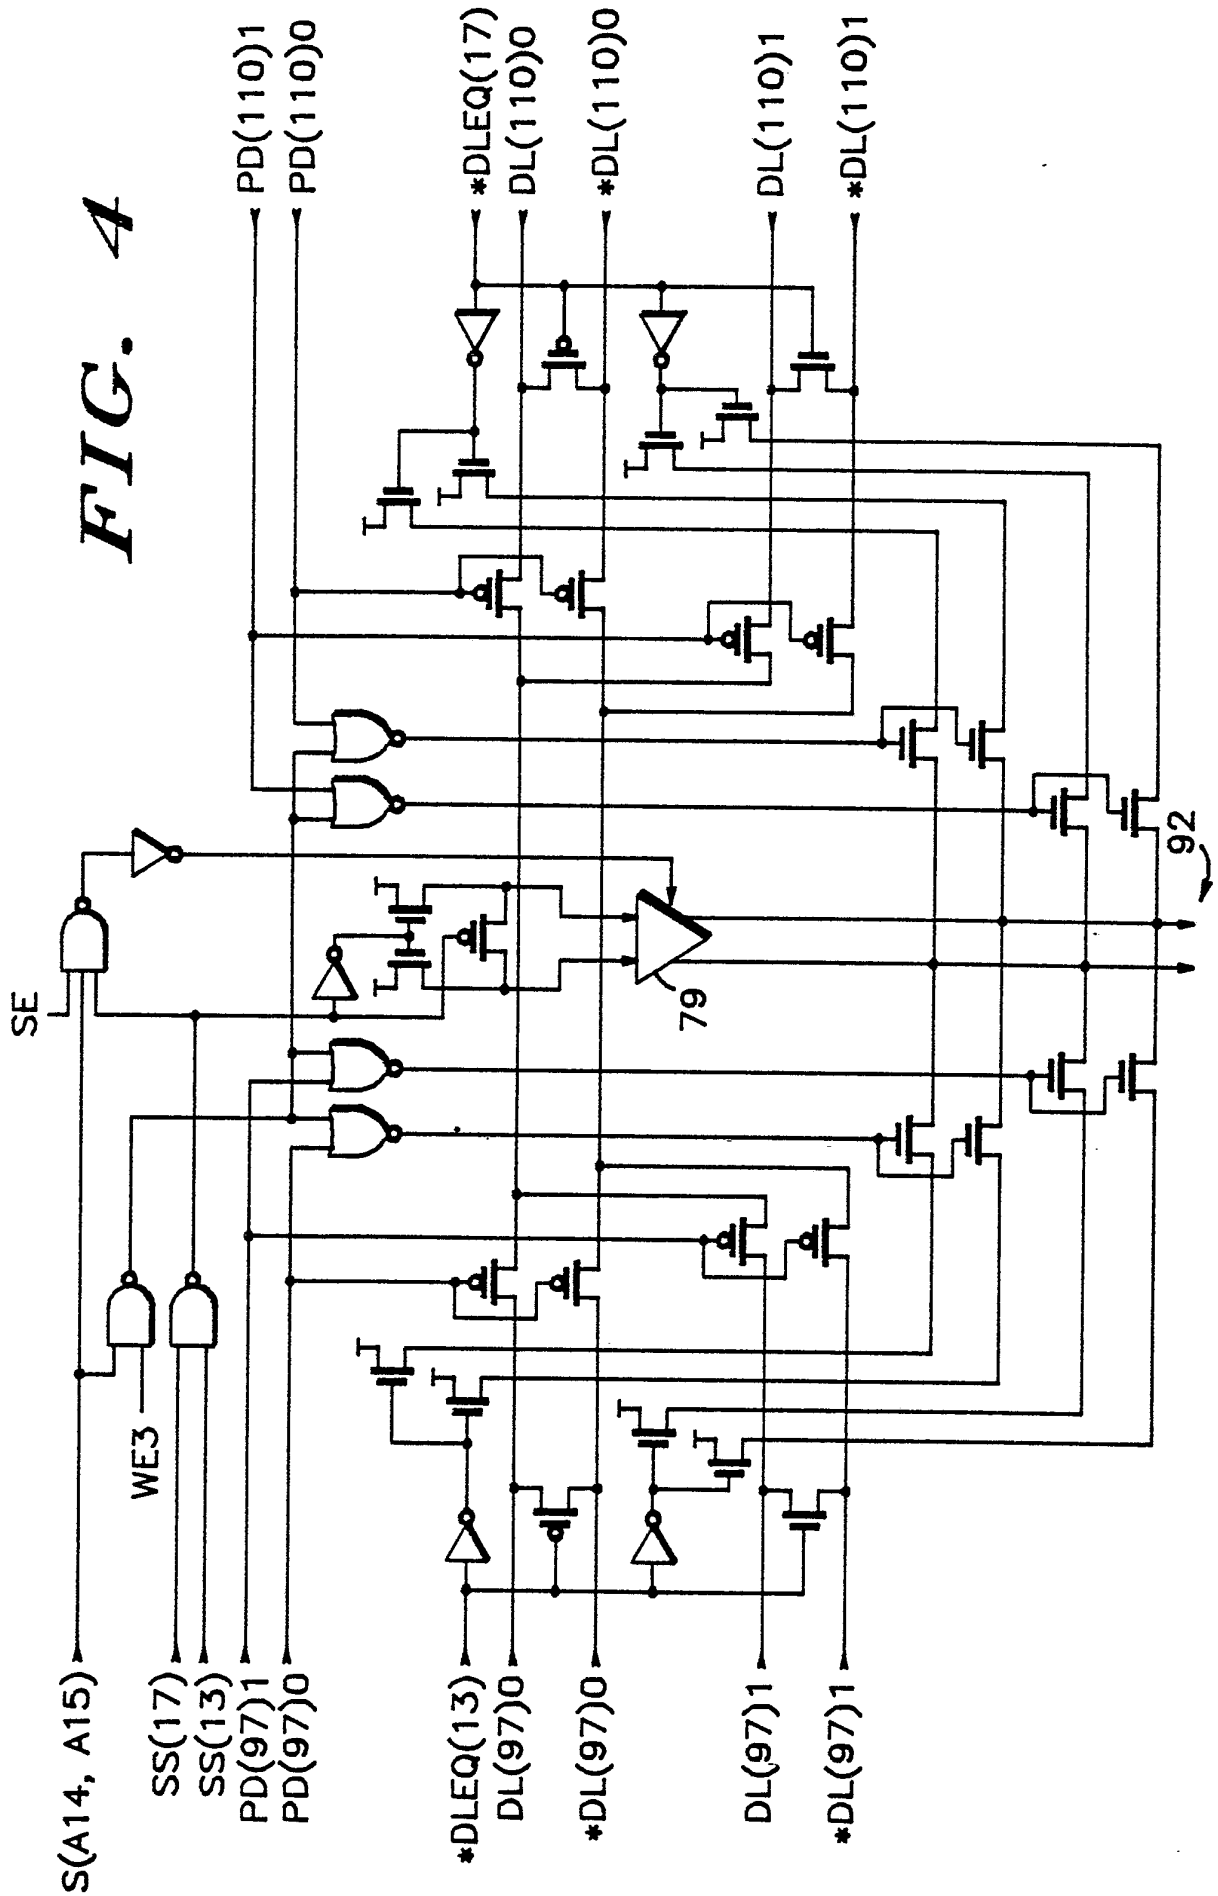 FIG. 4
S(A14, A15)
SS(17)
SS(13)
PD(97)1
PD(97)0
*DLEQ(13)
DL(97)0
*DL(97)0
DL(97)1
*DL(97)1
WE3
SE
79
92
PD(110)1
PD(110)0
*DLEQ(17)
DL(110)0
*DL(110)0
DL(110)1
*DL(110)1